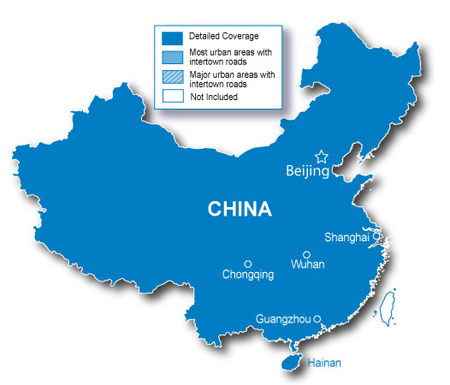 Detailed Coverage
Most urban areas with
intertown roads
Major urban areas with
intertown roads
Not Included
Beijing
CHINA
Shanghai
Wuhan
Chongqing
Guangzhou
Hainan